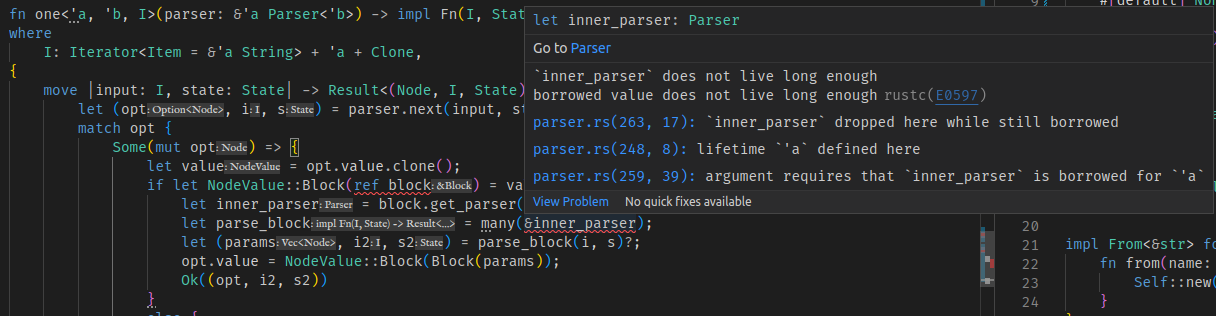 fn one<'a, 'b, I>(parser: &'a Parser<'b>) -> impl Fn(I, Stat
where
I: Iterator<Item = &'a String> + 'a + Clone,
{
move |input: I, state: State| -> Result<(Node, I, State)
let (opt: Option<Node>, i: I, s: State) = parser.next(input, st
match opt {
Some(mut opt: Node) => {
let value: NodeValue = opt.value.clone();
if let NodeValue::Block(ref block: &Block) = va
let inner_parser: Parser = block.get_parser(
let parse_block: impl Fn(I, State) -> Result<...> = many(&inner_parser);
let (params: Vec<Node>, i2: I, s2: State) = parse_block(i, s)?;
opt.value = NodeValue::Block(Block(params));
Ok((opt, i2, s2))
}
let inner_parser: Parser
Go to Parser
`inner_parser` does not live long enough
borrowed value does not live long enough rustc(E0597)
parser.rs(263, 17): `inner_parser` dropped here while still borrowed
parser.rs(248, 8): lifetime `'a` defined here
parser.rs(259, 39): argument requires that `inner_parser` is borrowed for `'a`
View Problem No quick fixes available
20
21 impl From<&str> fo
22 fn from(name:
23 Self::new(
24 }